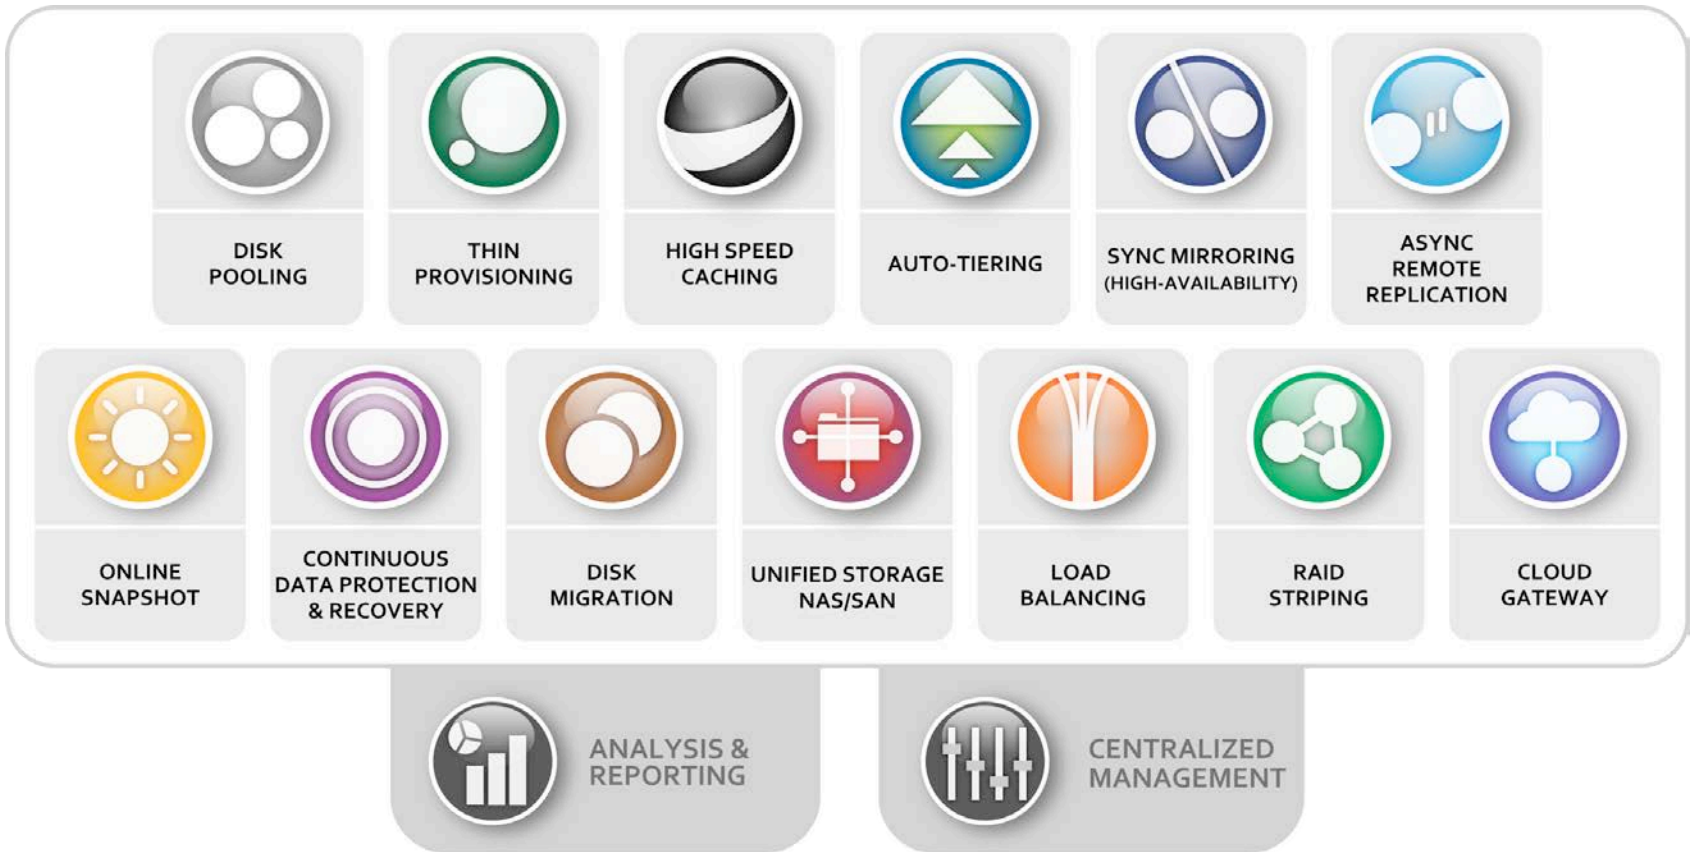 DISK
POOLING
THIN
PROVISIONING
HIGH SPEED
CACHING
AUTO-TIERING
SYNC MIRRORING
(HIGH-AVAILABILITY)
ASYNC
REMOTE
REPLICATION
ONLINE
SNAPSHOT
CONTINUOUS
DATA PROTECTION
& RECOVERY
DISK
MIGRATION
UNIFIED STORAGE
NAS/SAN
LOAD
BALANCING
RAID
STRIPING
CLOUD
GATEWAY
ANALYSIS &
REPORTING
CENTRALIZED
MANAGEMENT